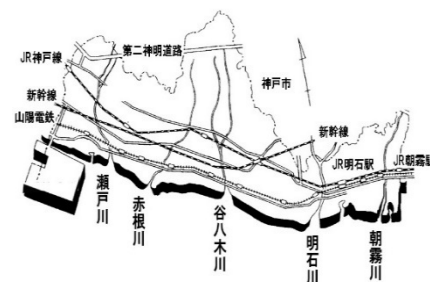 第二神明道路
JR神戸線
神戸市
新幹線
山陽電鉄
新幹線
JR明石駅
JR朝霧駅
瀬戸川
赤根川
谷八木川
明石川
朝霧川